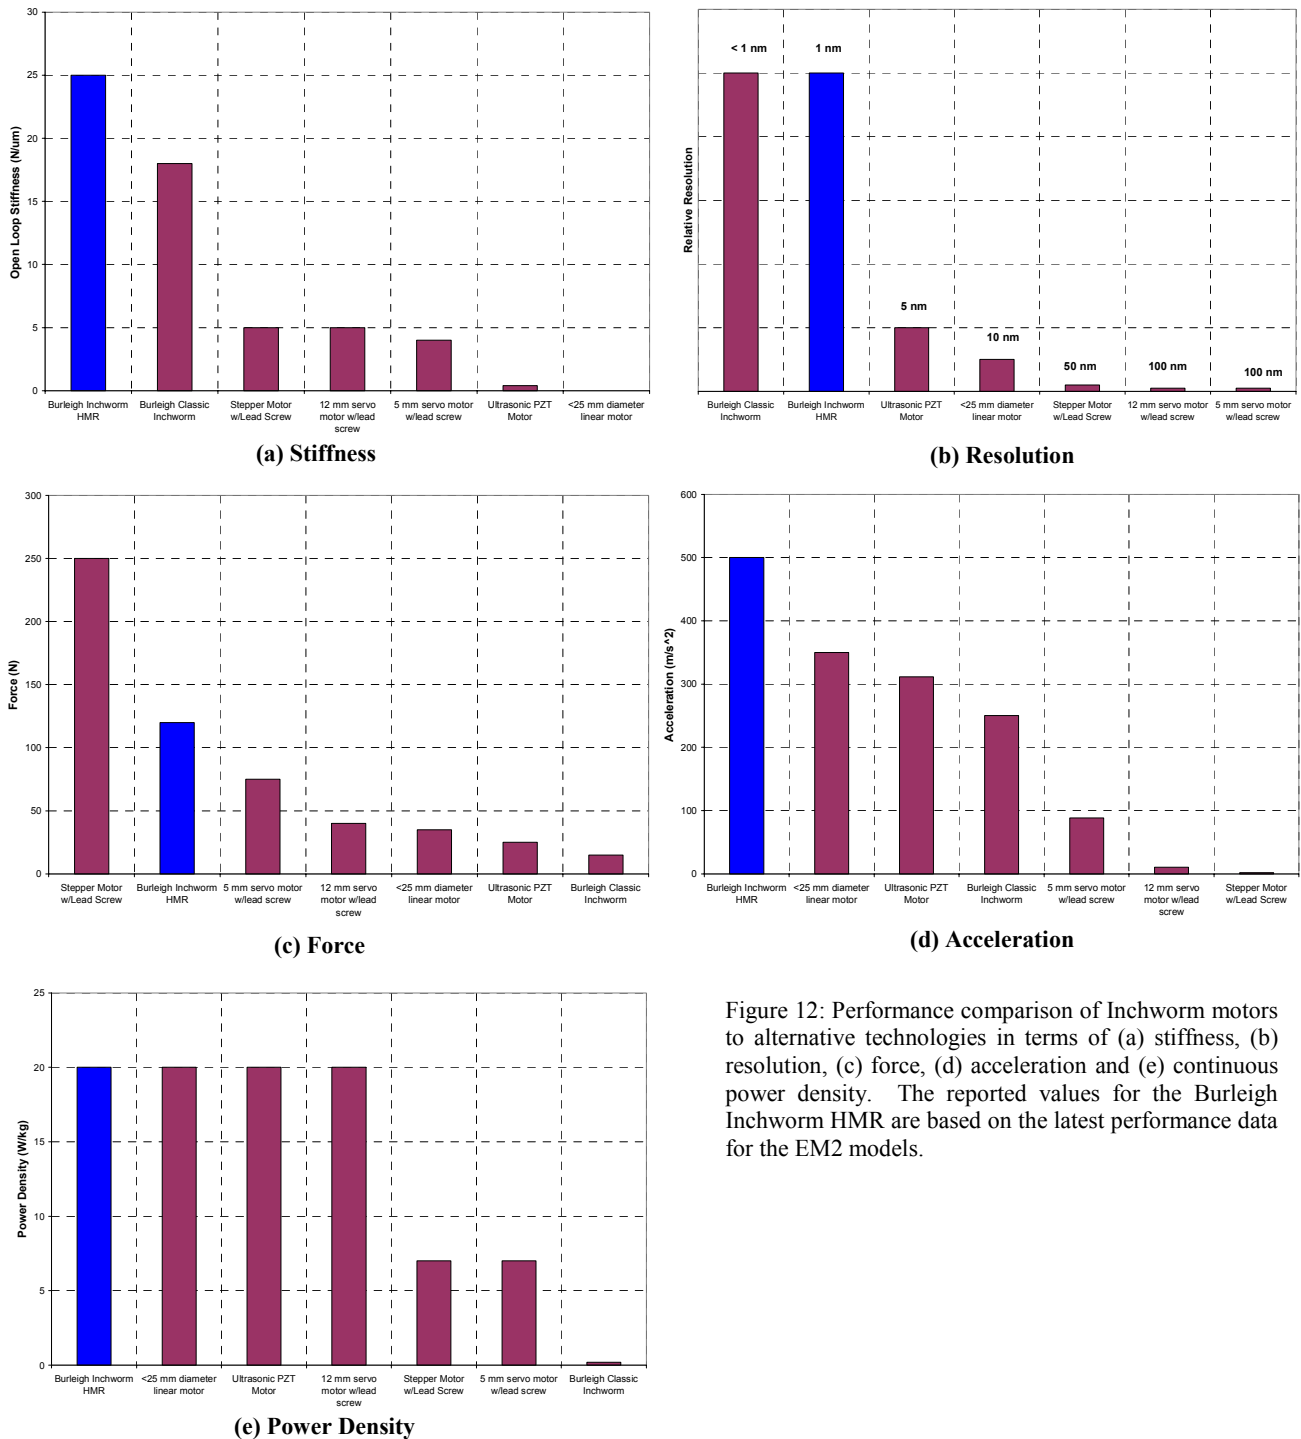 30
25
20
15
10
5
0
Open Loop Stiffness (N/um)
Burleigh Inchworm
HMR
Burleigh Classic
Inchworm
Stepper Motor
w/Lead Screw
12 mm servo
motor w/lead
screw
5 mm servo motor
w/lead screw
Ultrasonic PZT
Motor
<25 mm diameter
linear motor
(a) Stiffness
Relative Resolution
< 1 nm
1 nm
5 nm
10 nm
50 nm
100 nm
100 nm
Burleigh Classic
Inchworm
Burleigh Inchworm
HMR
Ultrasonic PZT
Motor
<25 mm diameter
linear motor
Stepper Motor
w/Lead Screw
12 mm servo motor
w/lead screw
5 mm servo motor
w/lead screw
(b) Resolution
300
250
200
150
100
50
0
Force (N)
Stepper Motor
w/Lead Screw
Burleigh Inchworm
HMR
5 mm servo motor
w/lead screw
12 mm servo
motor w/lead
screw
<25 mm diameter
linear motor
Ultrasonic PZT
Motor
Burleigh Classic
Inchworm
(c) Force
600
500
400
300
200
100
0
Acceleration (m/s^2)
Burleigh Inchworm
HMR
<25 mm diameter
linear motor
Ultrasonic PZT
Motor
Burleigh Classic
Inchworm
5 mm servo motor
w/lead screw
12 mm servo
motor w/lead
screw
Stepper Motor
w/Lead Screw
(d) Acceleration
25
20
15
10
5
0
Power Density (W/kg)
Burleigh Inchworm
HMR
<25 mm diameter
linear motor
Ultrasonic PZT
Motor
12 mm servo
motor w/lead
screw
Stepper Motor
w/Lead Screw
5 mm servo motor
w/lead screw
Burleigh Classic
Inchworm
(e) Power Density
Figure 12: Performance comparison of Inchworm motors
to alternative technologies in terms of (a) stiffness, (b)
resolution, (c) force, (d) acceleration and (e) continuous
power density. The reported values for the Burleigh
Inchworm HMR are based on the latest performance data
for the EM2 models.